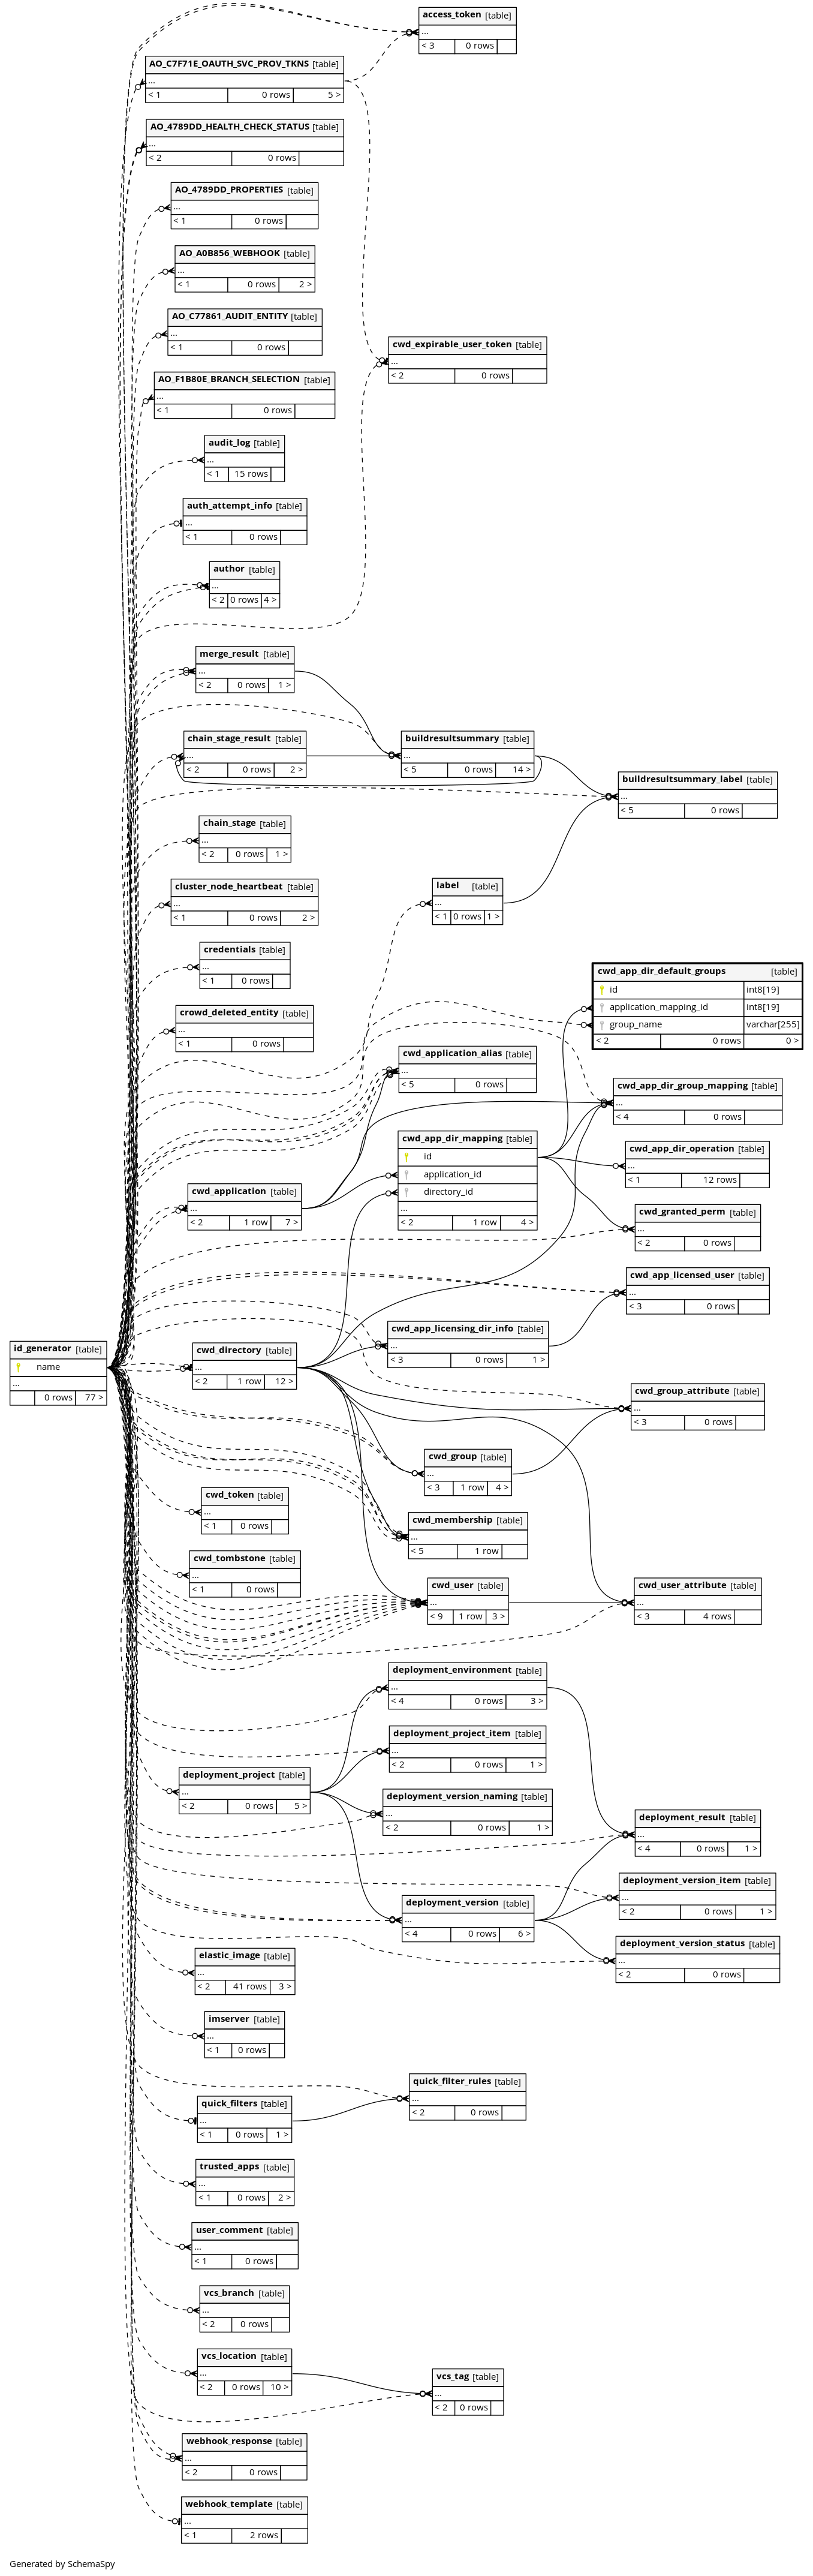 access_token [table]
...
< 3 0 rows
AO_C7F71E_OAUTH_SVC_PROV_TKNS [table]
...
< 1 0 rows 5 >
AO_4789DD_HEALTH_CHECK_STATUS [table]
...
< 2 0 rows
AO_4789DD_PROPERTIES [table]
...
< 1 0 rows
AO_A0B856_WEBHOOK [table]
...
< 1 0 rows 2 >
AO_C77861_AUDIT_ENTITY [table]
...
< 1 0 rows
cwd_expirable_user_token [table]
...
< 2 0 rows
AO_F1B80E_BRANCH_SELECTION [table]
...
< 1 0 rows
audit_log [table]
...
< 1 15 rows
auth_attempt_info [table]
...
< 1 0 rows
author [table]
...
< 2 0 rows 4 >
merge_result [table]
...
< 2 0 rows 1 >
chain_stage_result [table]
...
< 2 0 rows 2 >
buildresultsummary [table]
...
< 5 0 rows 14 >
buildresultsummary_label [table]
...
< 5 0 rows
chain_stage [table]
...
< 2 0 rows 1 >
label [table]
...
< 1 0 rows 1 >
cluster_node_heartbeat [table]
...
< 1 0 rows 2 >
credentials [table]
...
< 1 0 rows
cwd_app_dir_default_groups [table]
id int8[19]
application_mapping_id int8[19]
group_name varchar[255]
< 2 0 rows 0 >
crowd_deleted_entity [table]
...
< 1 0 rows
cwd_application_alias [table]
...
< 5 0 rows
cwd_app_dir_group_mapping [table]
...
< 4 0 rows
cwd_app_dir_mapping [table]
id
application_id
directory_id
...
< 2 1 row 4 >
cwd_app_dir_operation [table]
...
< 1 12 rows
cwd_application [table]
...
< 2 1 row 7 >
cwd_granted_perm [table]
...
< 2 0 rows
cwd_app_licensed_user [table]
...
< 3 0 rows
cwd_app_licensing_dir_info [table]
...
< 3 0 rows 1 >
id_generator [table]
name
...
0 rows 77 >
cwd_directory [table]
...
< 2 1 row 12 >
cwd_group_attribute [table]
...
< 3 0 rows
cwd_group [table]
...
< 3 1 row 4 >
cwd_token [table]
...
< 1 0 rows
cwd_membership [table]
...
< 5 1 row
cwd_tombstone [table]
...
< 1 0 rows
cwd_user [table]
...
< 9 1 row 3 >
cwd_user_attribute [table]
...
< 3 4 rows
deployment_environment [table]
...
< 4 0 rows 3 >
deployment_project_item [table]
...
< 2 0 rows 1 >
deployment_project [table]
...
< 2 0 rows 5 >
deployment_version_naming [table]
...
< 2 0 rows 1 >
deployment_result [table]
...
< 4 0 rows 1 >
deployment_version_item [table]
...
< 2 0 rows 1 >
deployment_version [table]
...
< 4 0 rows 6 >
deployment_version_status [table]
...
< 2 0 rows
elastic_image [table]
...
< 2 41 rows 3 >
imserver [table]
...
< 1 0 rows
quick_filter_rules [table]
...
< 2 0 rows
quick_filters [table]
...
< 1 0 rows 1 >
trusted_apps [table]
...
< 1 0 rows 2 >
user_comment [table]
...
< 1 0 rows
vcs_branch [table]
...
< 2 0 rows
vcs_location [table]
...
< 2 0 rows 10 >
vcs_tag [table]
...
< 2 0 rows
webhook_response [table]
...
< 2 0 rows
webhook_template [table]
...
< 1 2 rows
Generated by SchemaSpy